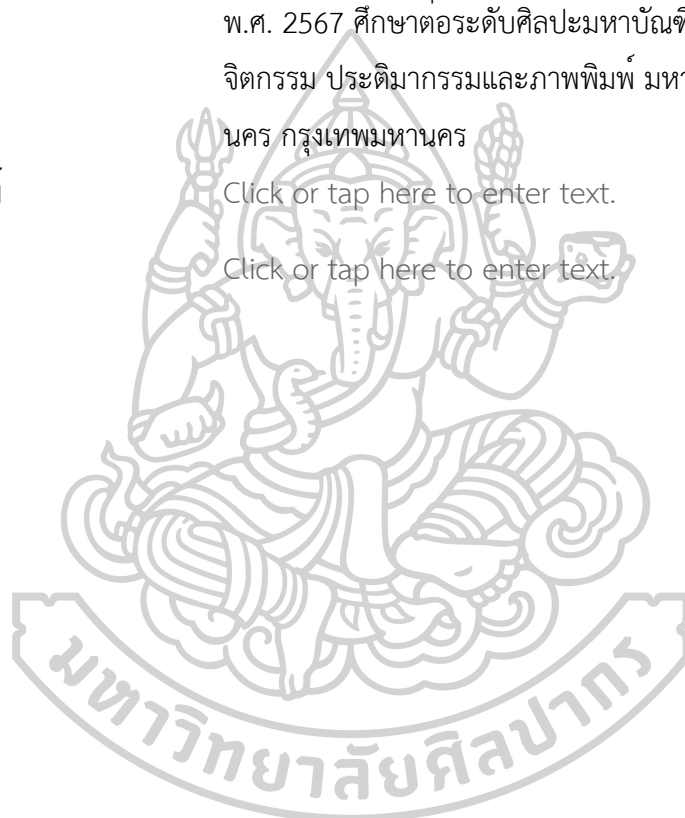 พ.ศ. 2567 ศึกษาต่อระดับศิลปะมหาบัณฑิ
จิตกรรม ประติมากรรมและภาพพิมพ์ มหา
นคร กรุงเทพมหานคร
Click or tap here to enter text.
Click or tap here to enter text.
มหาวิทยาลัยศิลปากร